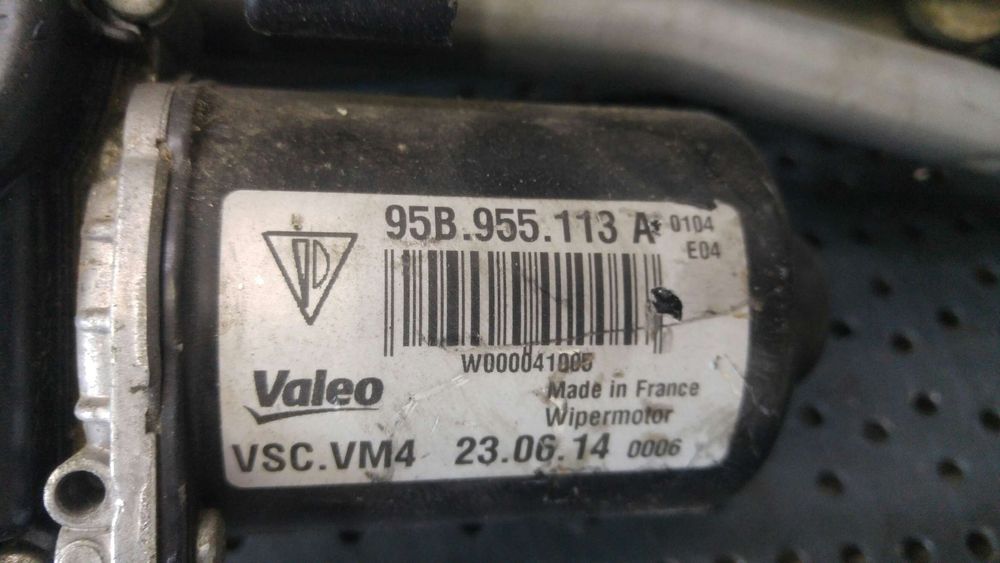 95B.955.113 A 0104
E04
W000041005
Valeo
Made in France
Wipermotor
VSC.VM4 23.06.14 0006